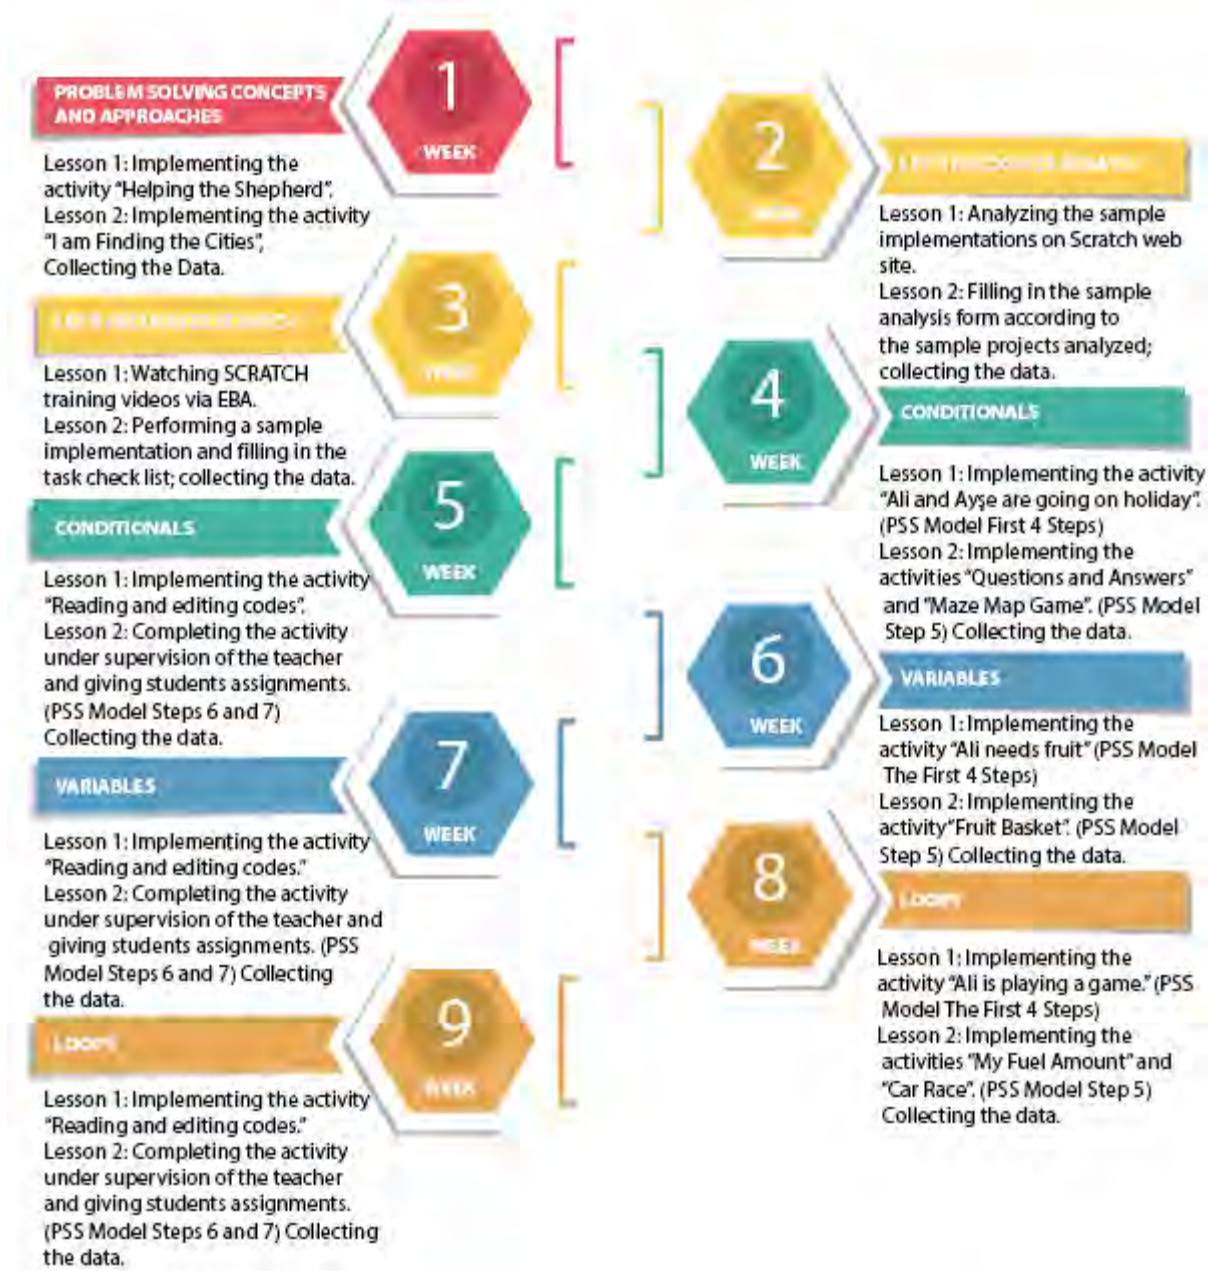 1
WEEK
PROBLEM SOLVING CONCEPTS
AND APPROACHES
Lesson 1: Implementing the
activity “Helping the Shepherd”.
Lesson 2: Implementing the activity
“I am Finding the Cities”,
Collecting the Data.
2
WEEK
Lesson 1: Analyzing the sample
implementations on Scratch web
site.
Lesson 2: Filling in the sample
analysis form according to
the sample projects analyzed;
collecting the data.
3
WEEK
Lesson 1: Watching SCRATCH
training videos via EBA.
Lesson 2: Performing a sample
implementation and filling in the
task check list; collecting the data.
4
WEEK
CONDITIONALS
Lesson 1: Implementing the activity
“Ali and Ayşe are going on holiday”.
(PSS Model First 4 Steps)
Lesson 2: Implementing the
activities “Questions and Answers”
and “Maze Map Game”. (PSS Model
Step 5) Collecting the data.
5
WEEK
CONDITIONALS
Lesson 1: Implementing the activity
“Reading and editing codes”.
Lesson 2: Completing the activity
under supervision of the teacher
and giving students assignments.
(PSS Model Steps 6 and 7)
Collecting the data.
6
WEEK
VARIABLES
Lesson 1: Implementing the
activity “Ali needs fruit” (PSS Model
The First 4 Steps)
Lesson 2: Implementing the
activity “Fruit Basket”. (PSS Model
Step 5) Collecting the data.
7
WEEK
VARIABLES
Lesson 1: Implementing the activity
“Reading and editing codes.”
Lesson 2: Completing the activity
under supervision of the teacher and
giving students assignments. (PSS
Model Steps 6 and 7) Collecting
the data.
8
WEEK
LOOPS
Lesson 1: Implementing the
activity “Ali is playing a game.” (PSS
Model The First 4 Steps)
Lesson 2: Implementing the
activities “My Fuel Amount” and
“Car Race”. (PSS Model Step 5)
Collecting the data.
9
WEEK
LOOPS
Lesson 1: Implementing the activity
“Reading and editing codes.”
Lesson 2: Completing the activity
under supervision of the teacher
and giving students assignments.
(PSS Model Steps 6 and 7) Collecting
the data.